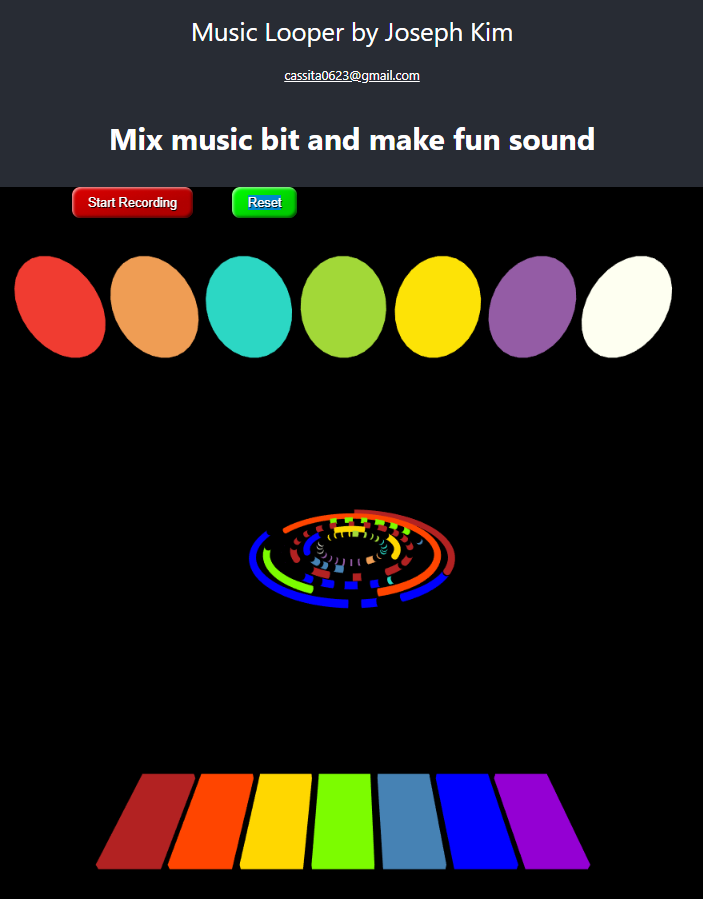 Music Looper by Joseph Kim
cassita0623@gmail.com
Mix music bit and make fun sound
Start Recording
Reset